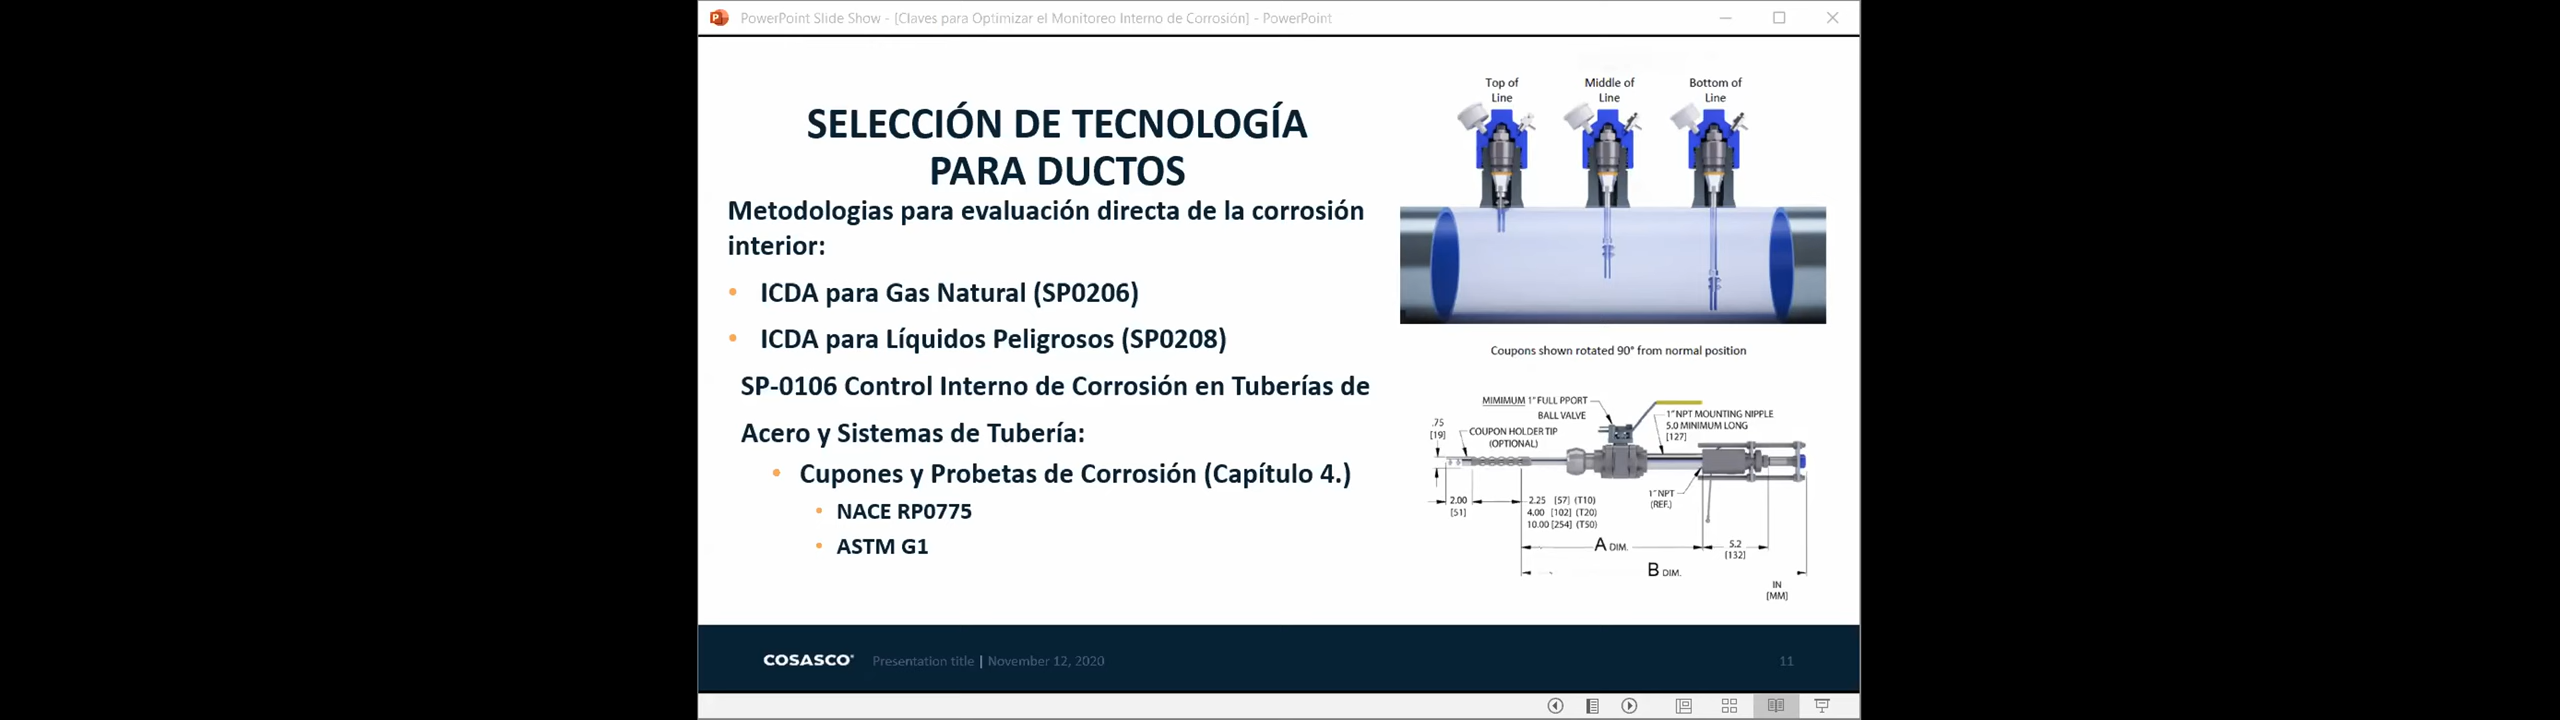 PowerPoint Slide Show - [Claves para Optimizar el Monitoreo Interno de Corrosión] - PowerPoint
SELECCIÓN DE TECNOLOGÍA
PARA DUCTOS
Metodologias para evaluación directa de la corrosión
interior:
• ICDA para Gas Natural (SP0206)
• ICDA para Líquidos Peligrosos (SP0208)
SP-0106 Control Interno de Corrosión en Tuberías de
Acero y Sistemas de Tubería:
• Cupones y Probetas de Corrosión (Capítulo 4.)
• NACE RP0775
• ASTM G1
Top of
Line
Middle of
Line
Bottom of
Line
Coupons shown rotated 90° from normal position
MIMIMUM 1" FULL PPORT
BALL VALVE
1" NPT MOUNTING NIPPLE
5.0 MINIMUM LONG
[127]
.75
[19]
COUPON HOLDER TIP
(OPTIONAL)
2.00
[51]
2.25 [57] (T10)
4.00 [102] (T20)
10.00 [254] (T50)
1" NPT
(REF.)
A DIM.
5.2
[132]
B DIM.
IN
[MM]
COSASCO
Presentation title | November 12, 2020
11